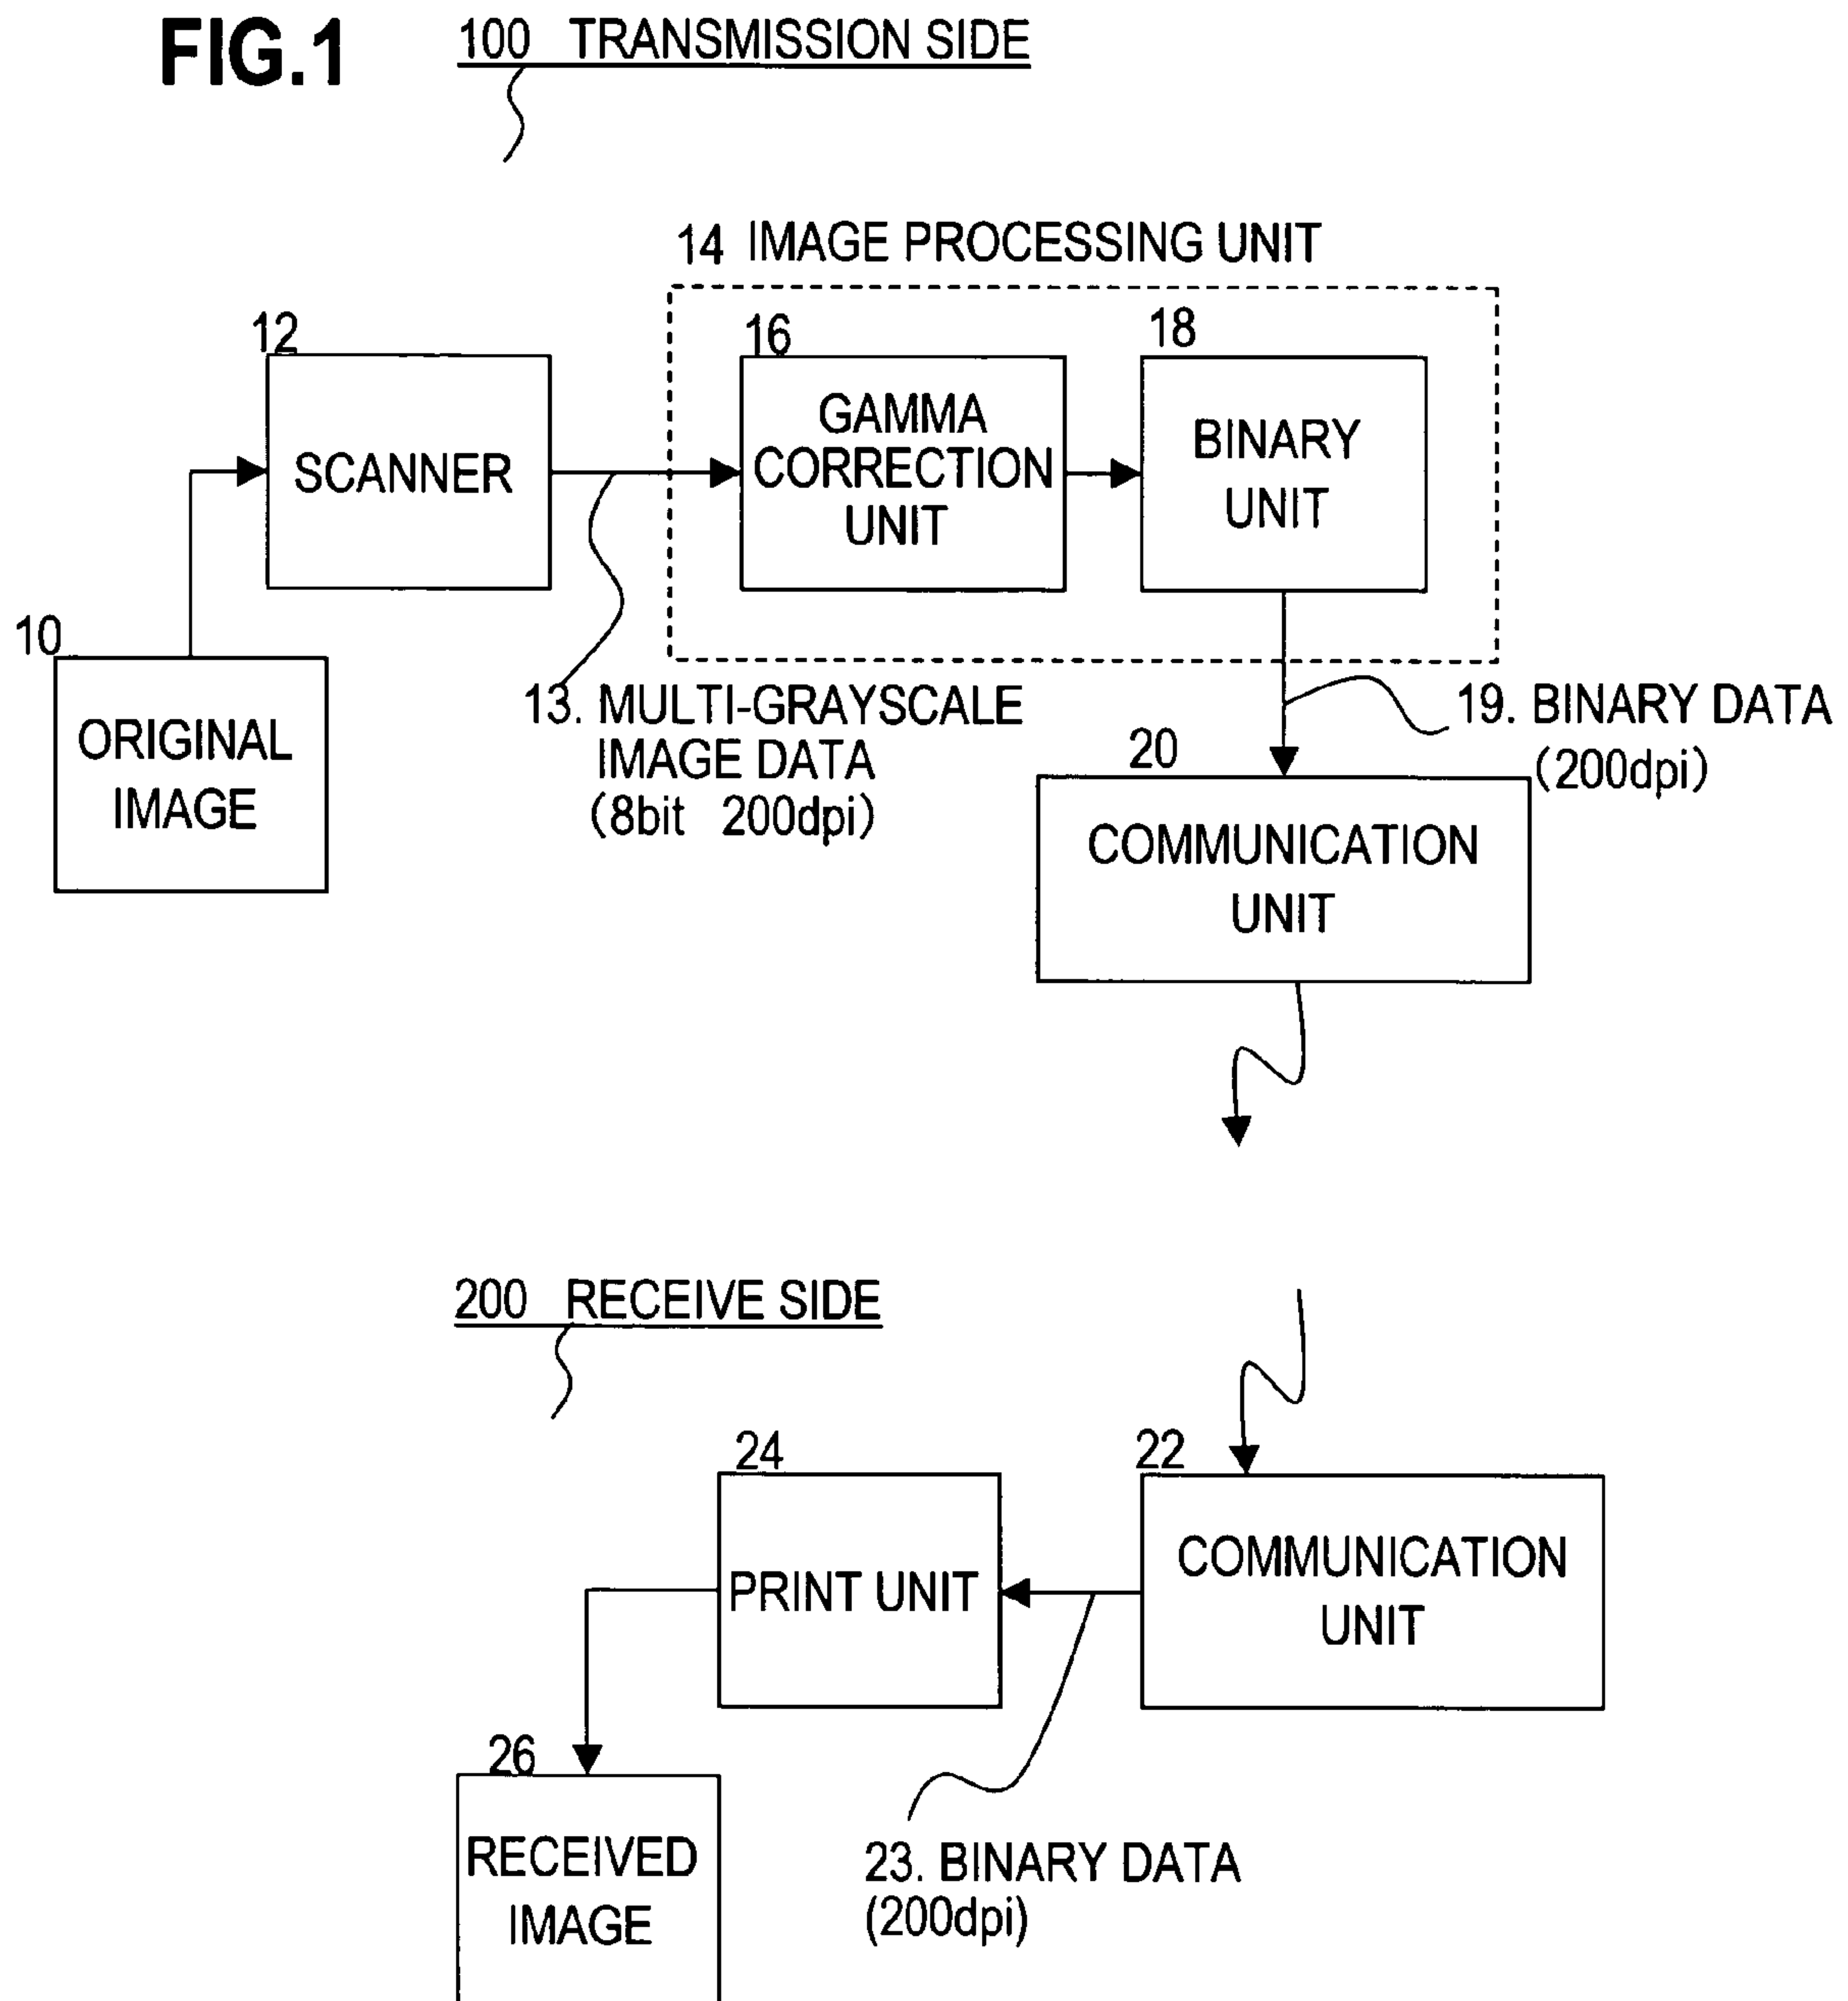 FIG.1
100 TRANSMISSION SIDE
14 IMAGE PROCESSING UNIT
12
SCANNER
16
GAMMA
CORRECTION
UNIT
18
BINARY
UNIT
10
ORIGINAL
IMAGE
13. MULTI-GRAYSCALE
IMAGE DATA
(8bit 200dpi)
19. BINARY DATA
(200dpi)
20
COMMUNICATION
UNIT
200 RECEIVE SIDE
22
COMMUNICATION
UNIT
24
PRINT UNIT
23. BINARY DATA
(200dpi)
26
RECEIVED
IMAGE